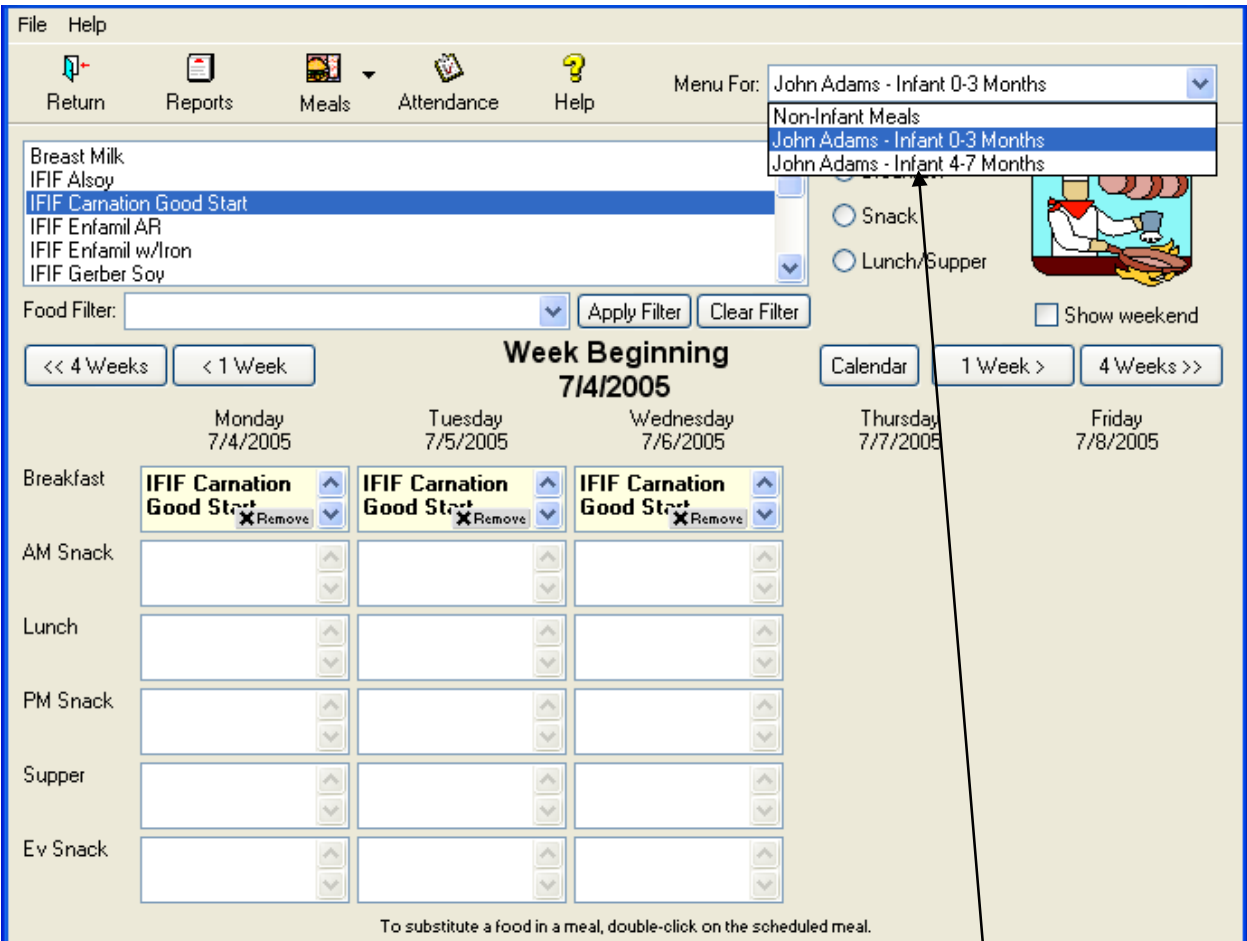 File Help
Return Reports Meals Attendance Help Menu For: John Adams - Infant 0-3 Months
Non-Infant Meals
John Adams - Infant 0-3 Months
John Adams - Infant 4-7 Months
Breast Milk
IFIF Alsoy
IFIF Carnation Good Start
IFIF Enfamil AR
IFIF Enfamil w/Iron
IFIF Gerber Soy
Snack
Lunch/Supper
Food Filter: Apply Filter Clear Filter
Show weekend
<< 4 Weeks < 1 Week Week Beginning Calendar 1 Week > 4 Weeks >>
7/4/2005
Monday Tuesday Wednesday Thursday Friday
7/4/2005 7/5/2005 7/6/2005 7/7/2005 7/8/2005
Breakfast
IFIF Carnation IFIF Carnation IFIF Carnation
Good Start Good Start Good Start
Remove Remove Remove
AM Snack
Lunch
PM Snack
Supper
Ev Snack
To substitute a food in a meal, double-click on the scheduled meal.